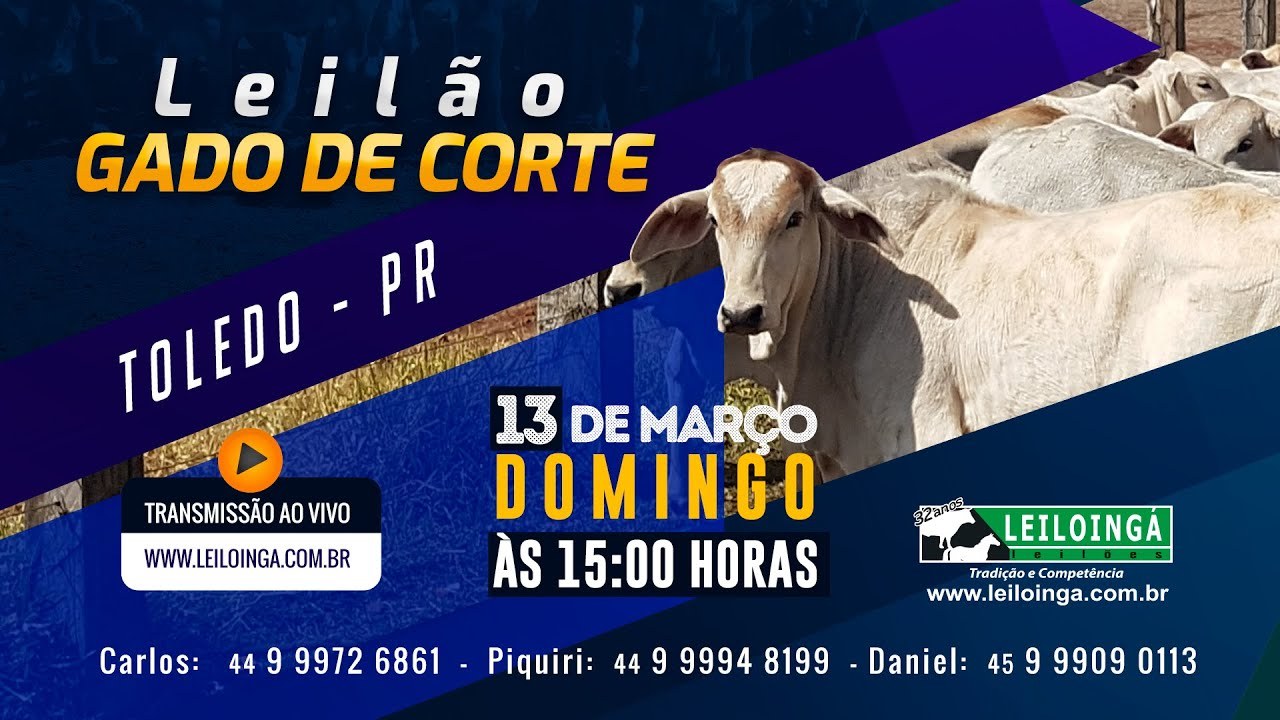 Leilão
GADO DE CORTE
TOLEDO - PR
13 DE MARÇO
DOMINGO
ÀS 15:00 HORAS
TRANSMISSÃO AO VIVO
WWW.LEILOINGA.COM.BR
32 anos
LEILOINGÁ
leilões
Tradição e Competência
www.leiloinga.com.br
Carlos: 44 9 9972 6861 - Piquiri: 44 9 9994 8199 - Daniel: 45 9 9909 0113